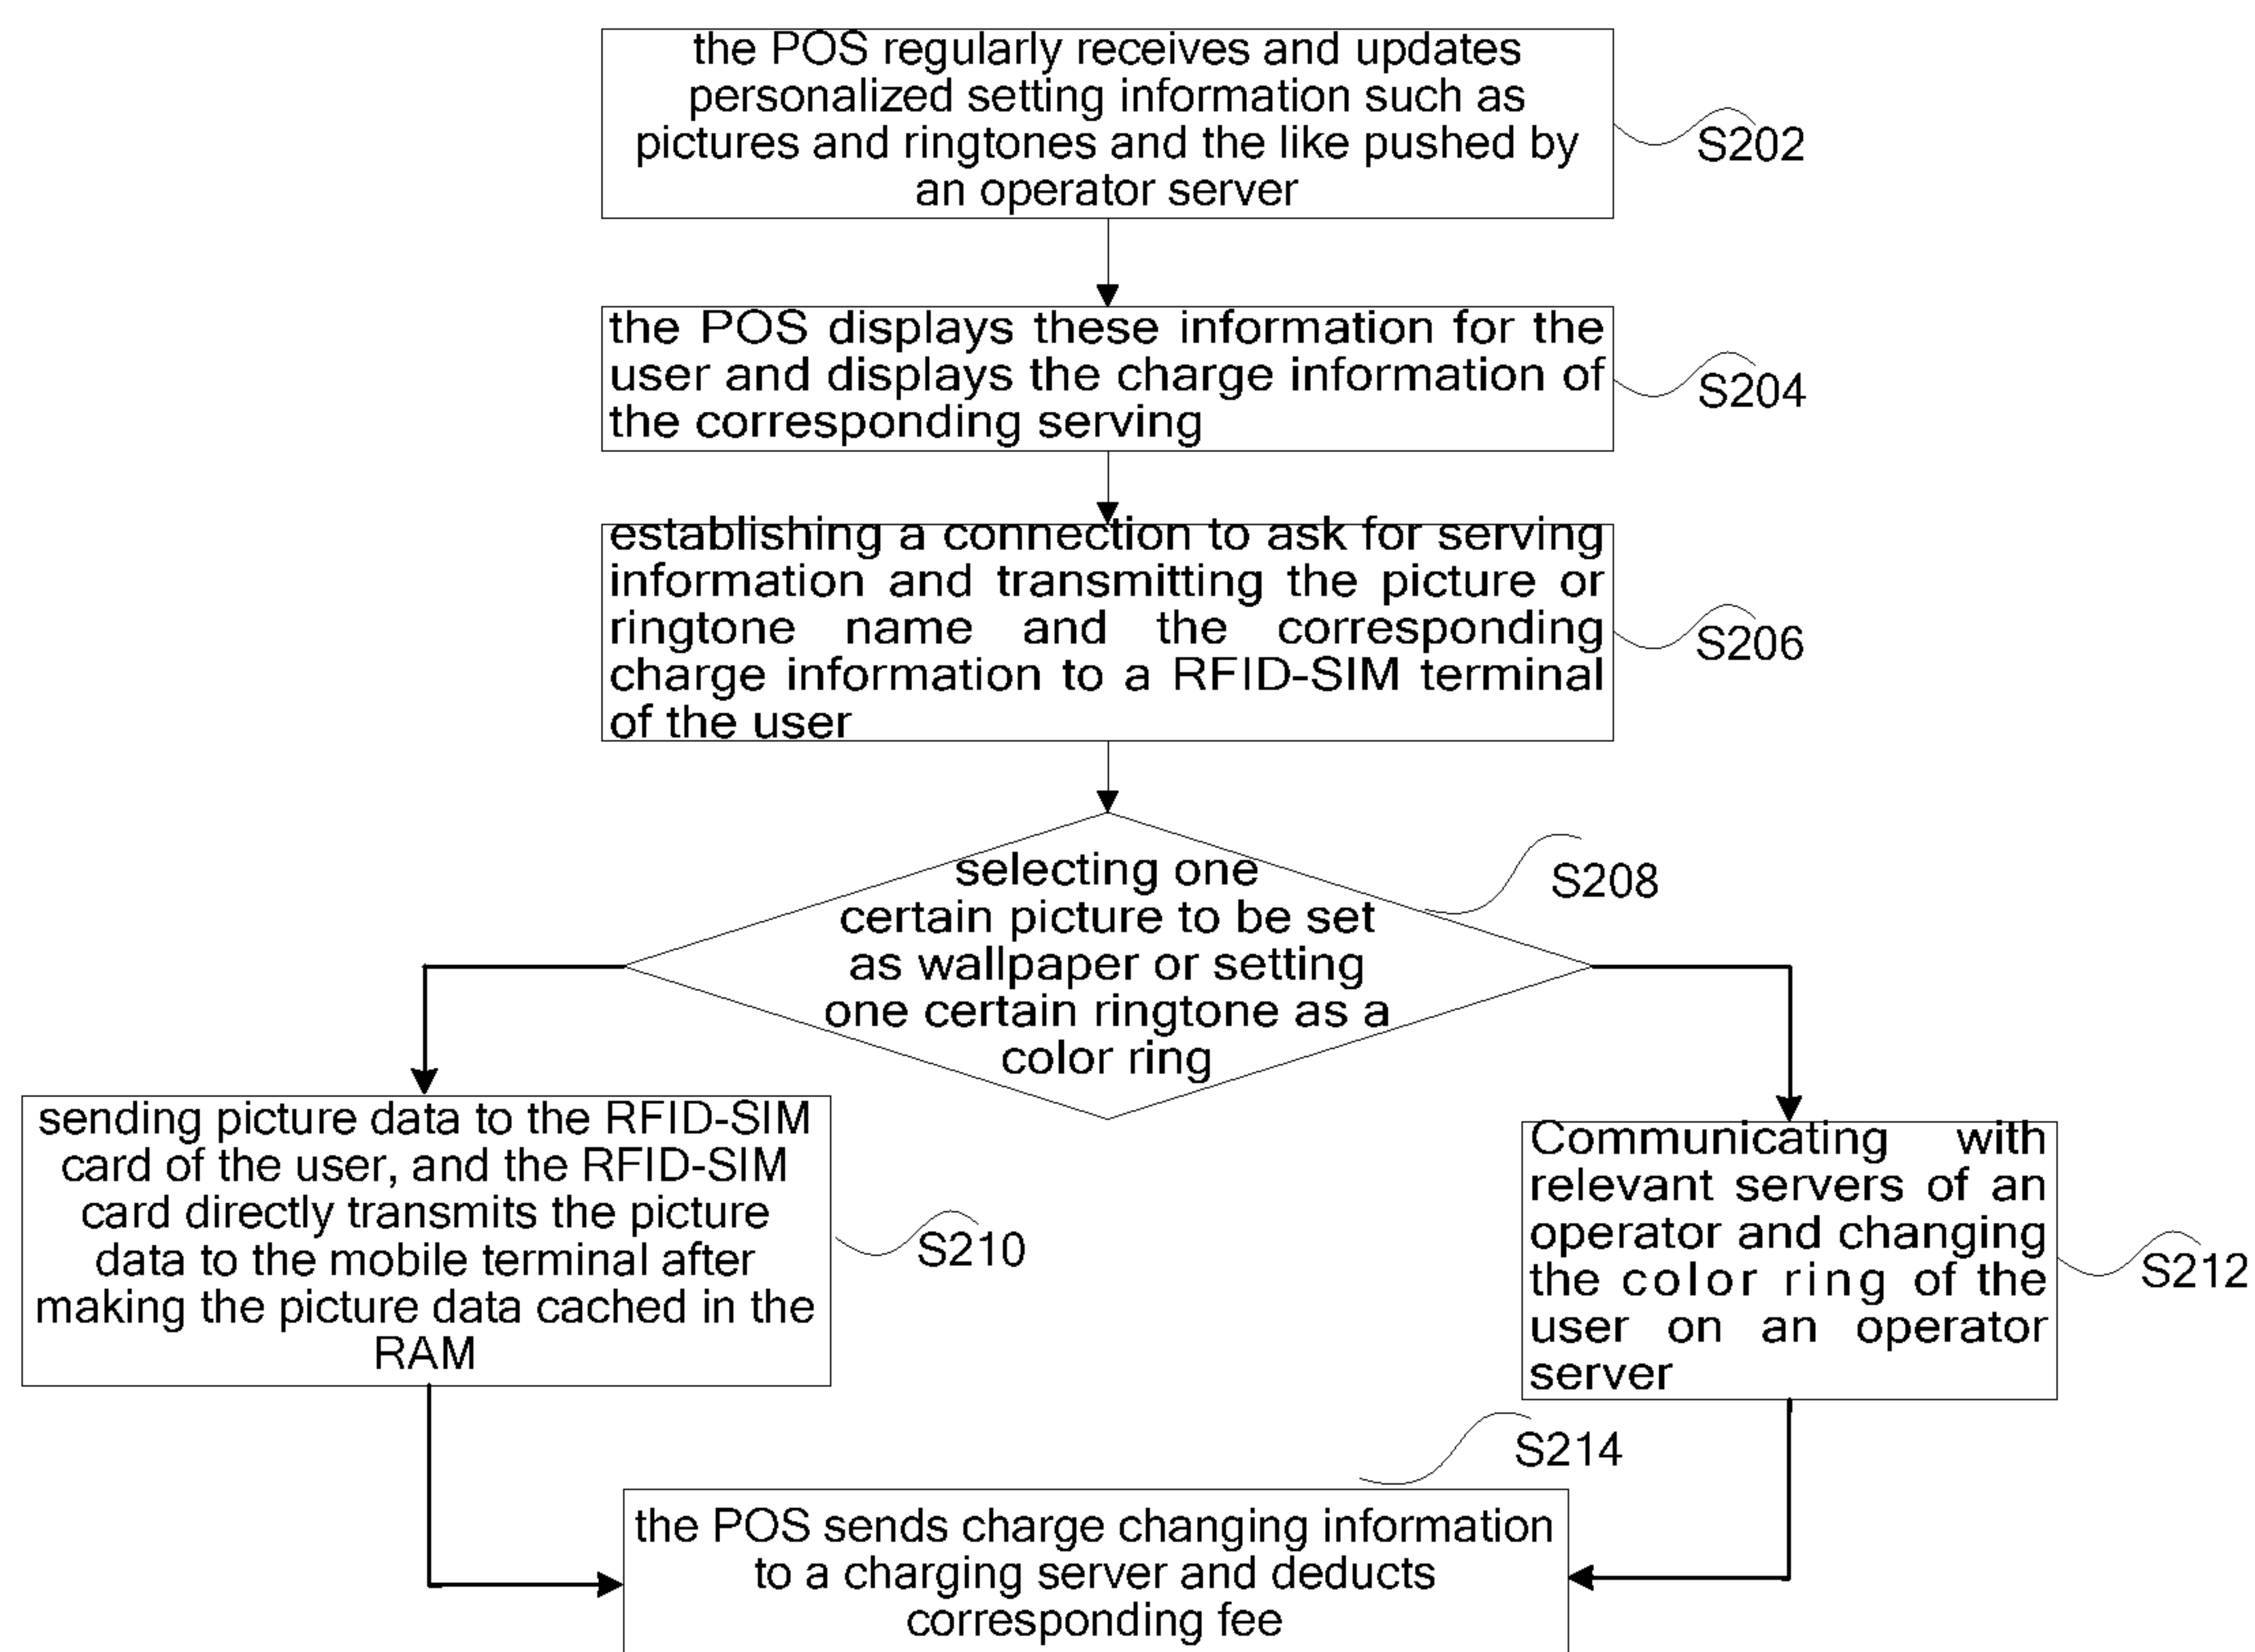 the POS regularly receives and updates
personalized setting information such as
pictures and ringtones and the like pushed by
an operator server
S202
the POS displays these information for the
user and displays the charge information of
the corresponding serving
S204
establishing a connection to ask for serving
information and transmitting the picture or
ringtone name and the corresponding
charge information to a RFID-SIM terminal
of the user
S206
selecting one
certain picture to be set
as wallpaper or setting
one certain ringtone as a
color ring
S208
sending picture data to the RFID-SIM
card of the user, and the RFID-SIM
card directly transmits the picture
data to the mobile terminal after
making the picture data cached in the
RAM
S210
Communicating with
relevant servers of an
operator and changing
the color ring of the
user on an operator
server
S212
S214
the POS sends charge changing information
to a charging server and deducts
corresponding fee